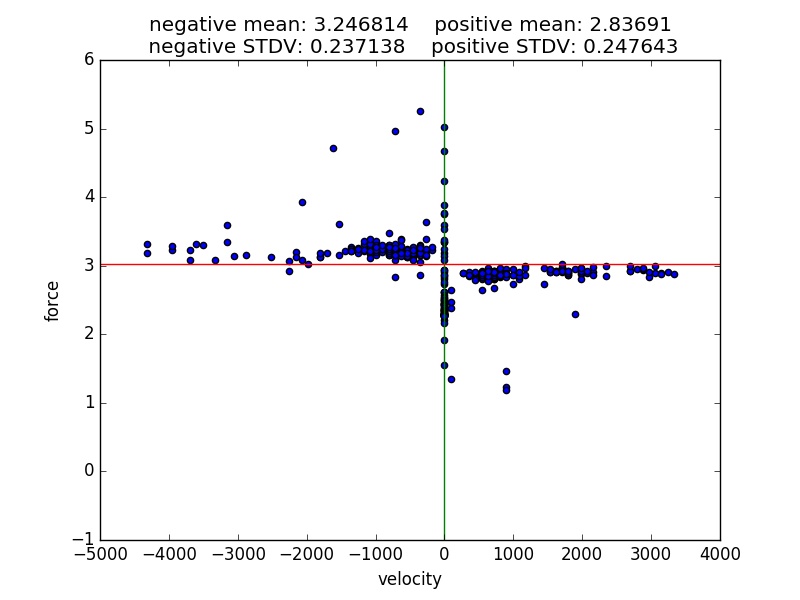 negative mean: 3.246814 positive mean: 2.83691
negative STDV: 0.237138 positive STDV: 0.247643
6
5
4
3
2
1
0
−1
force
−5000 −4000 −3000 −2000 −1000 0 1000 2000 3000 4000
velocity